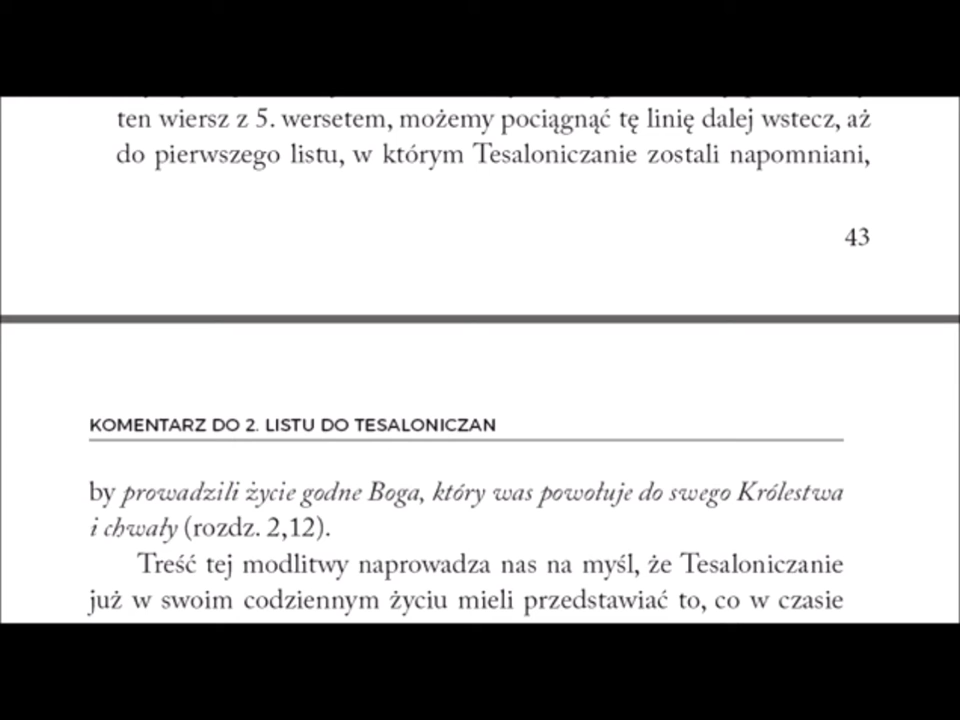 ten wiersz z 5. wersetem, możemy pociągnąć tę linię dalej wstecz, aż
do pierwszego listu, w którym Tesaloniczanie zostali napomniani,
43
KOMENTARZ DO 2. LISTU DO TESALONICZAN
by prowadzili życie godne Boga, który was powołuje do swego Królestwa
i chwały (rozdz. 2,12).
Treść tej modlitwy naprowadza nas na myśl, że Tesaloniczanie
już w swoim codziennym życiu mieli przedstawiać to, co w czasie